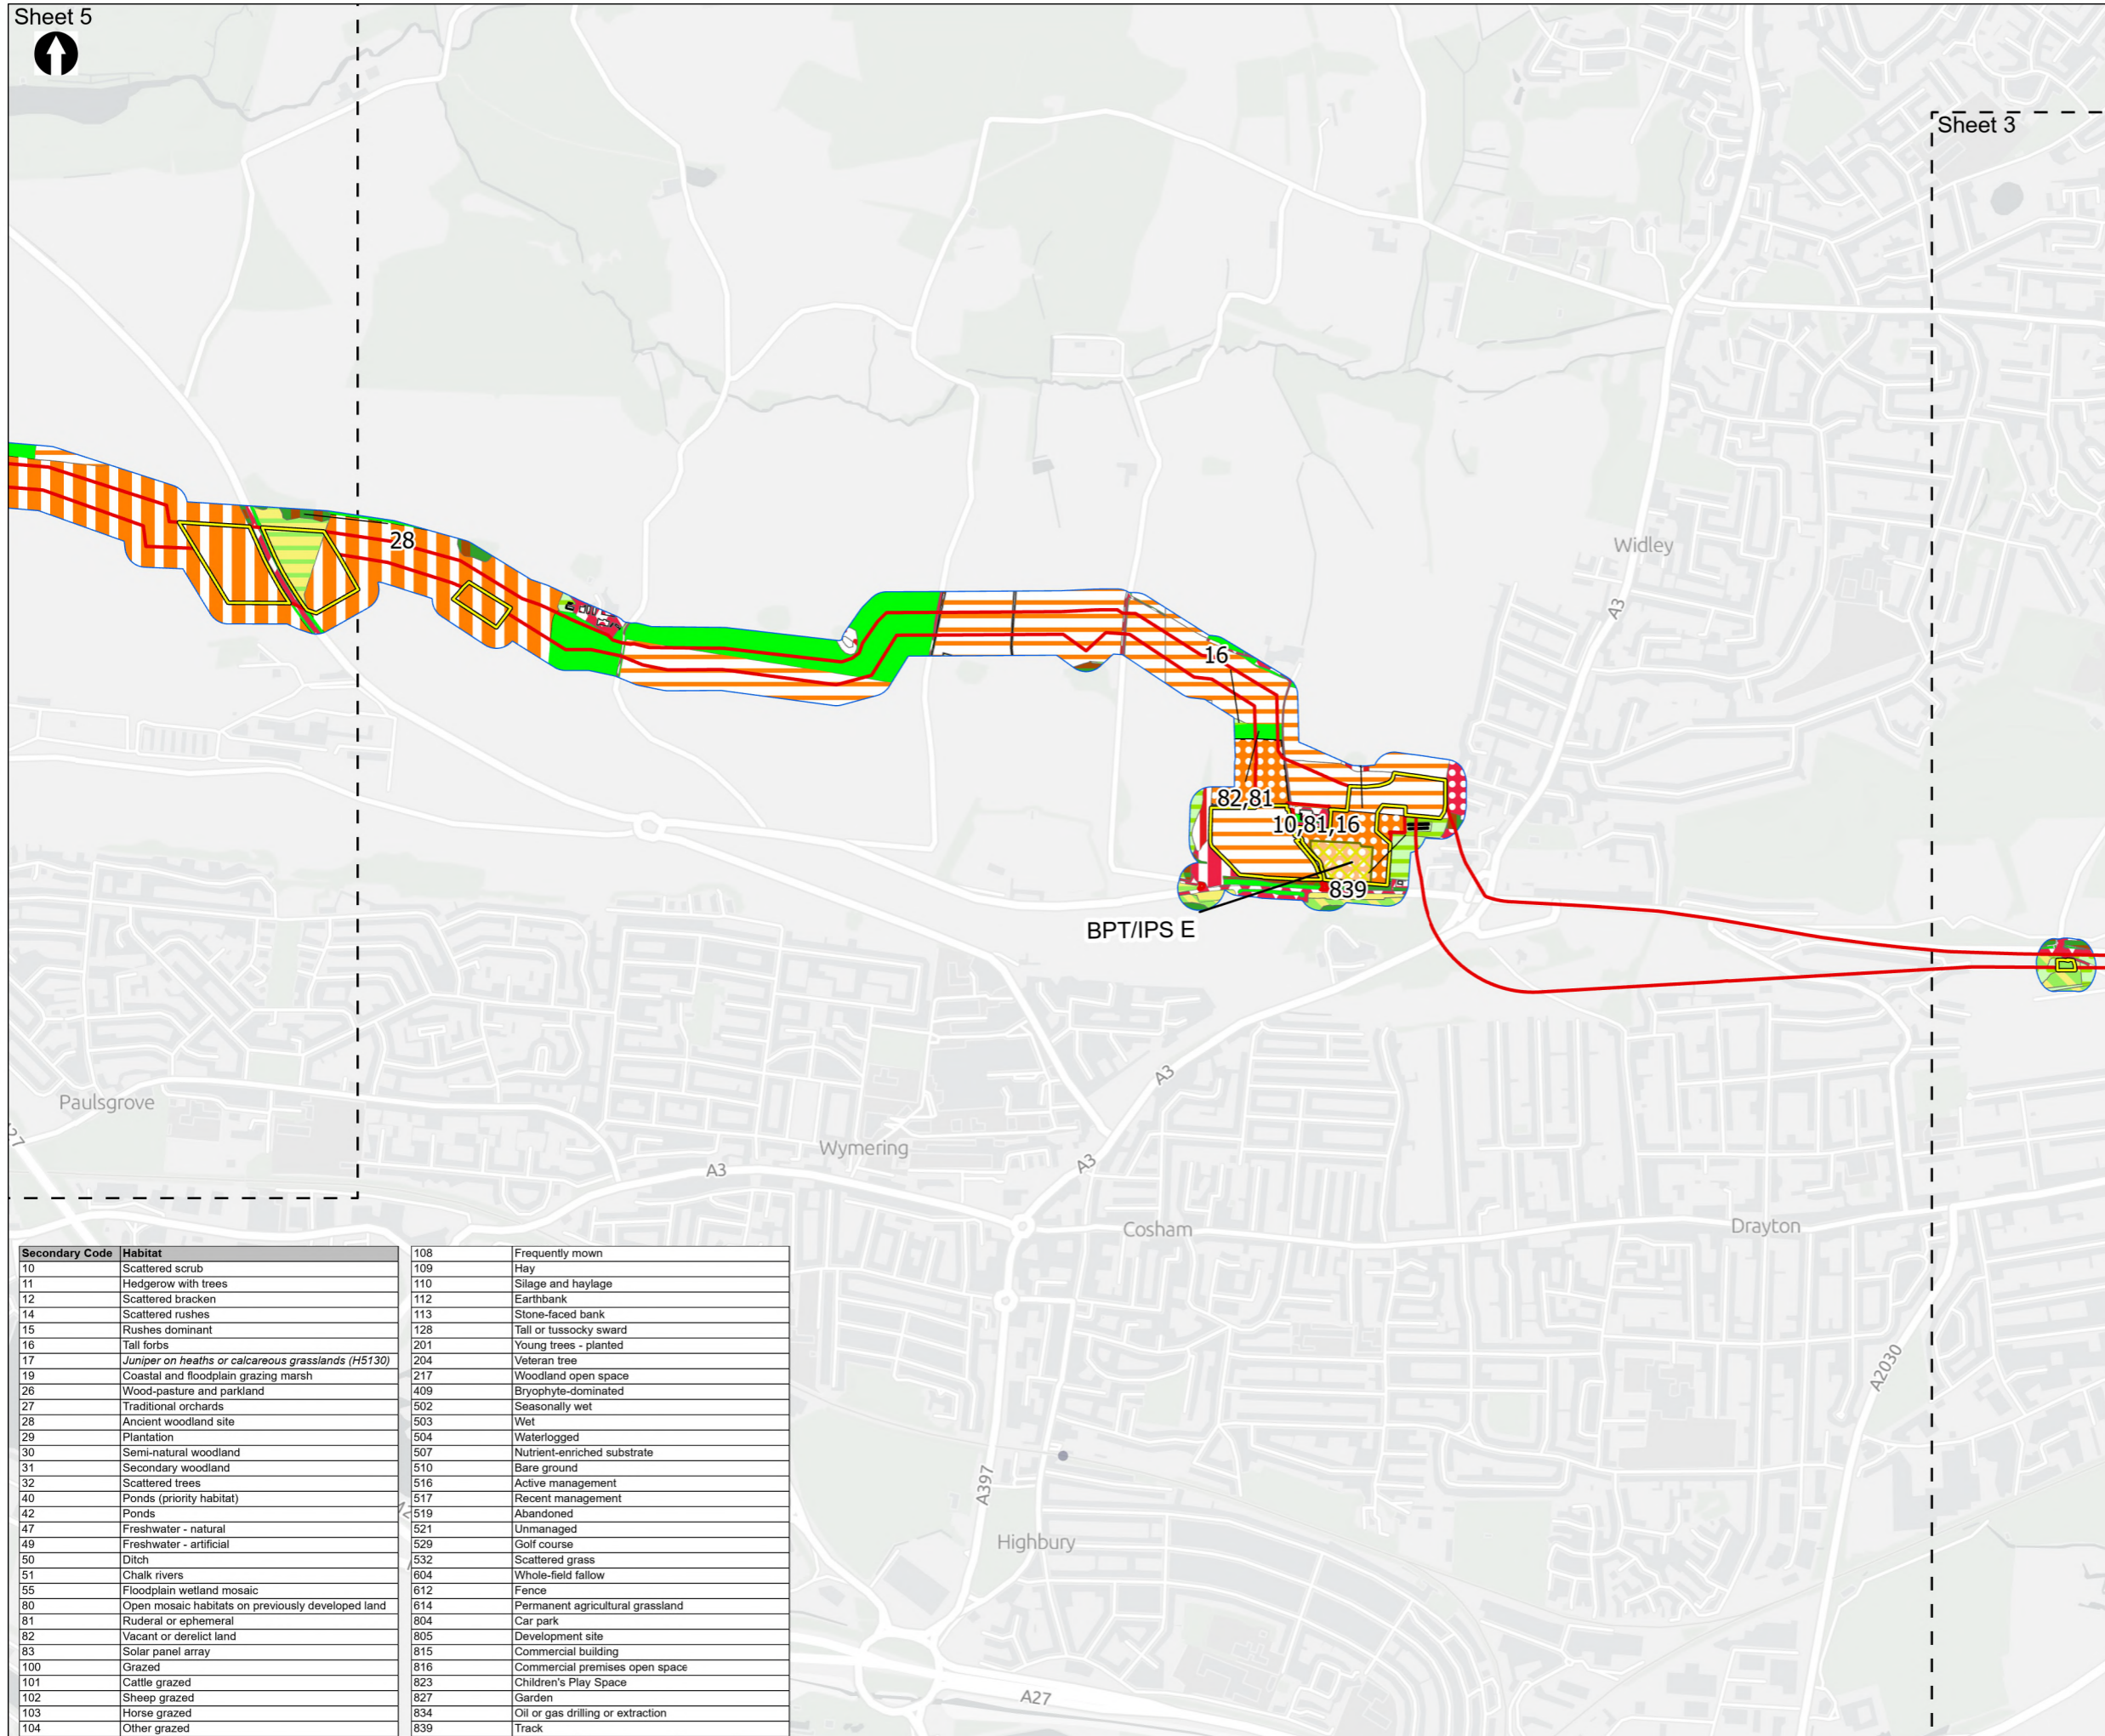 Sheet 5
Sheet 3
28
Widley
A3
16
82,81
10,81,16
839
BPT/IPS E
A3
Paulsgrove
Wymering
A3
A3
Cosham
Drayton
A2030
A397
Highbury
A27
Secondary Code Habitat
10 Scattered scrub
11 Hedgerow with trees
12 Scattered bracken
14 Scattered rushes
15 Rushes dominant
16 Tall forbs
17 Juniper on heaths or calcareous grasslands (H5130)
19 Coastal and floodplain grazing marsh
26 Wood-pasture and parkland
27 Traditional orchards
28 Ancient woodland site
29 Plantation
30 Semi-natural woodland
31 Secondary woodland
32 Scattered trees
40 Ponds (priority habitat)
42 Ponds
47 Freshwater - natural
49 Freshwater - artificial
50 Ditch
51 Chalk rivers
55 Floodplain wetland mosaic
80 Open mosaic habitats on previously developed land
81 Ruderal or ephemeral
82 Vacant or derelict land
83 Solar panel array
100 Grazed
101 Cattle grazed
102 Sheep grazed
103 Horse grazed
104 Other grazed
108 Frequently mown
109 Hay
110 Silage and haylage
112 Earthbank
113 Stone-faced bank
128 Tall or tussocky sward
201 Young trees - planted
204 Veteran tree
217 Woodland open space
409 Bryophyte-dominated
502 Seasonally wet
503 Wet
504 Waterlogged
507 Nutrient-enriched substrate
510 Bare ground
516 Active management
517 Recent management
519 Abandoned
521 Unmanaged
529 Golf course
532 Scattered grass
604 Whole-field fallow
612 Fence
614 Permanent agricultural grassland
804 Car park
805 Development site
815 Commercial building
816 Commercial premises open space
823 Children's Play Space
827 Garden
834 Oil or gas drilling or extraction
839 Track